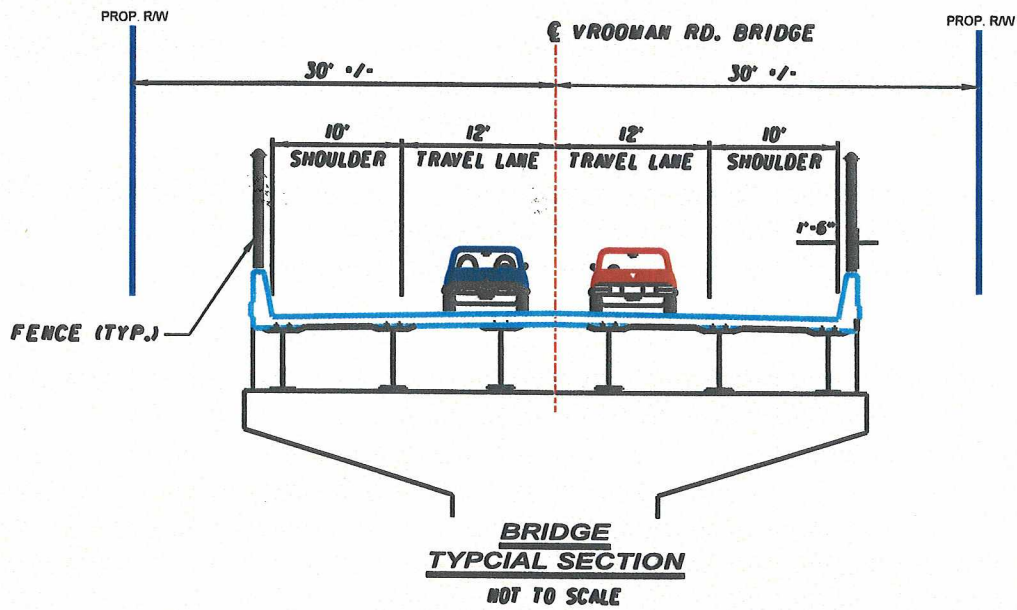 PROP. R/W
PROP. R/W
℄ VROOMAN RD. BRIDGE
30' +/-
30' +/-
10'
12'
12'
10'
SHOULDER
TRAVEL LANE
TRAVEL LANE
SHOULDER
1'-6"
FENCE (TYP.)
BRIDGE
TYPCIAL SECTION
NOT TO SCALE